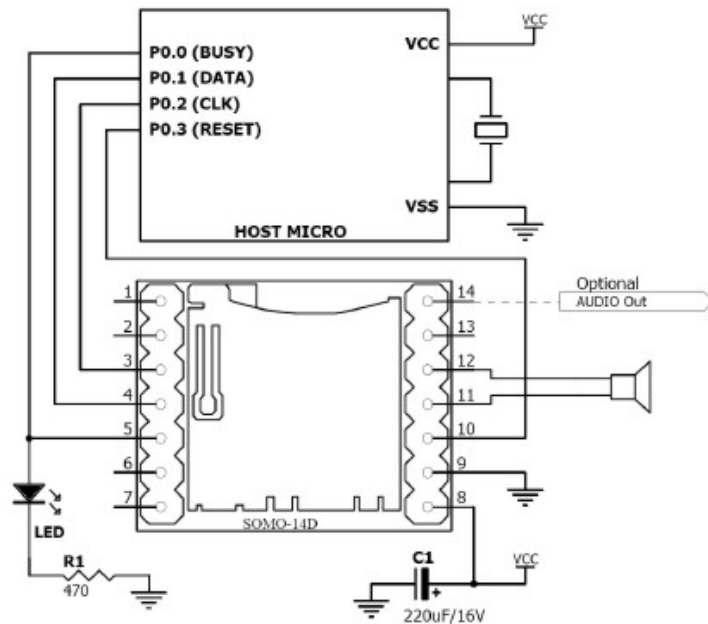 P0.0 (BUSY)
P0.1 (DATA)
P0.2 (CLK)
P0.3 (RESET)
VCC
VCC
VSS
HOST MICRO
1
2
3
4
5
6
7
14
13
12
11
10
9
8
Optional
AUDIO Out
SOMO-14D
LED
R1
470
C1
+
220uF/16V
VCC